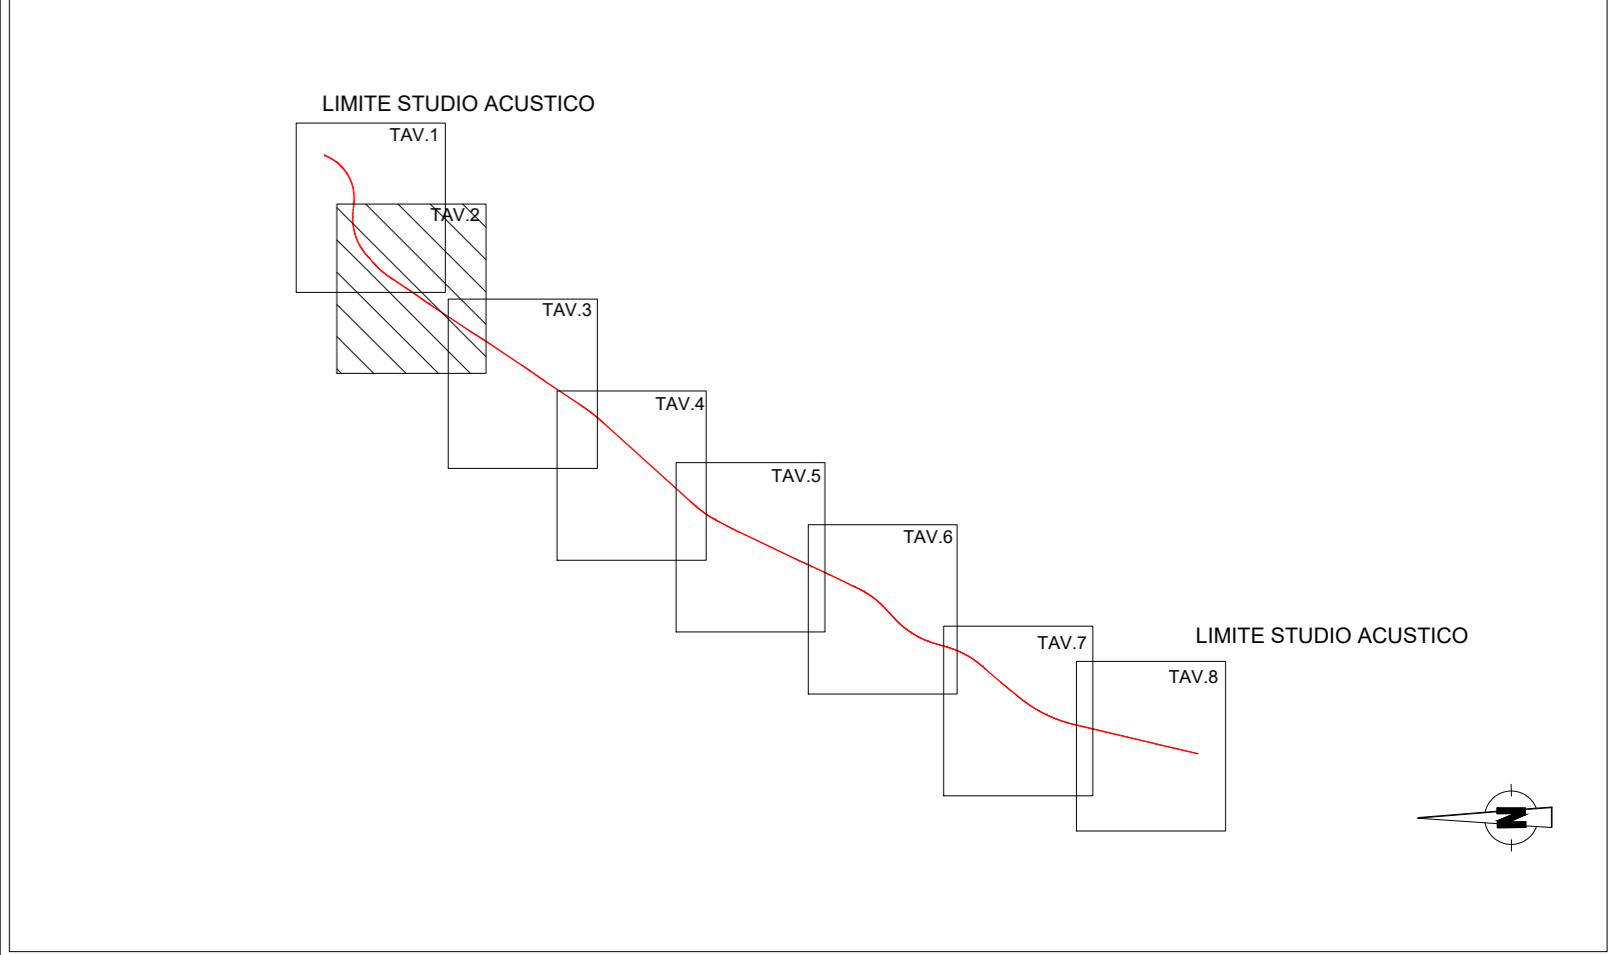 LIMITE STUDIO ACUSTICO
TAV.1
TAV.2
TAV.3
TAV.4
TAV.5
TAV.6
LIMITE STUDIO ACUSTICO
TAV.7
TAV.8
N